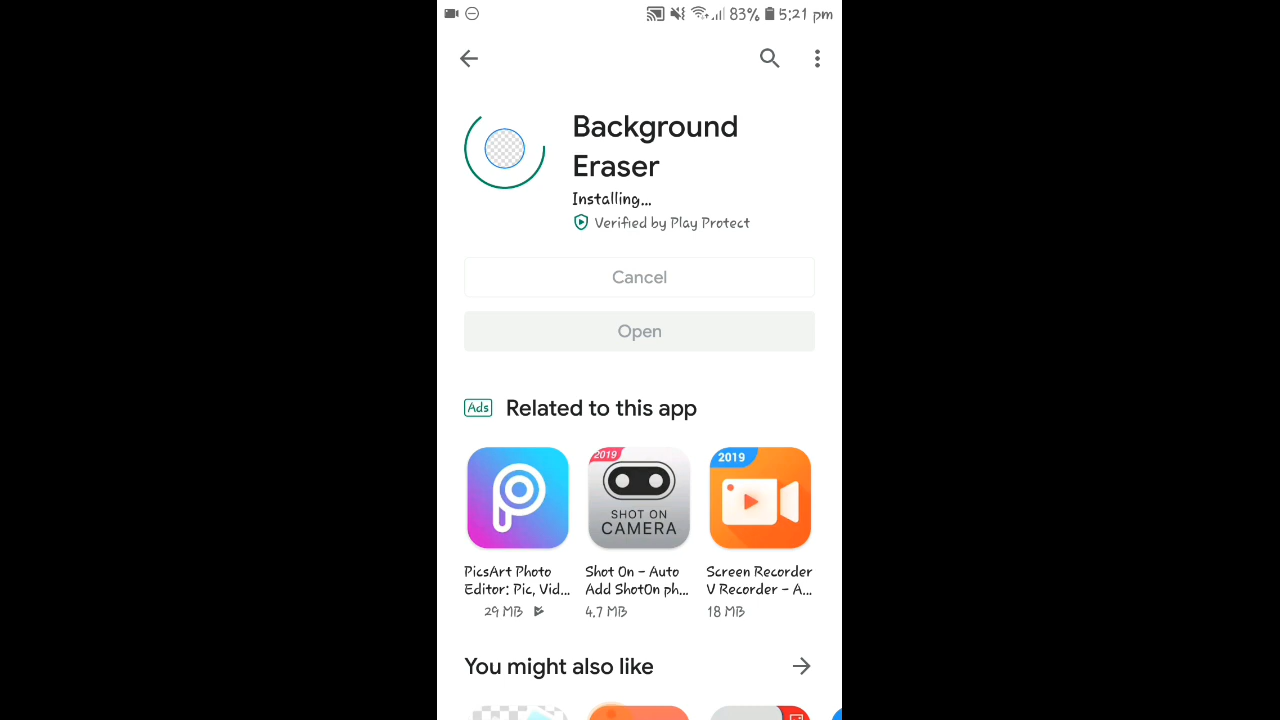 83% 5:21 pm
Background
Eraser
Installing...
Verified by Play Protect
Cancel
Open
Ads Related to this app
2019
SHOT ON
CAMERA
2019
PicsArt Photo
Editor: Pic, Vid...
29 MB
Shot On - Auto
Add ShotOn ph...
4.7 MB
Screen Recorder
V Recorder - A...
18 MB
You might also like